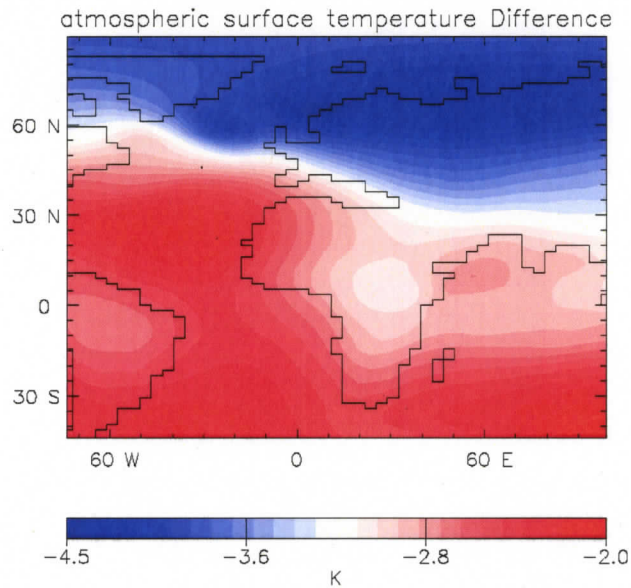 atmospheric surface temperature Difference
60 N
30 N
0
30 S
60 W 0 60 E
-4.5 -3.6 -2.8 -2.0
K